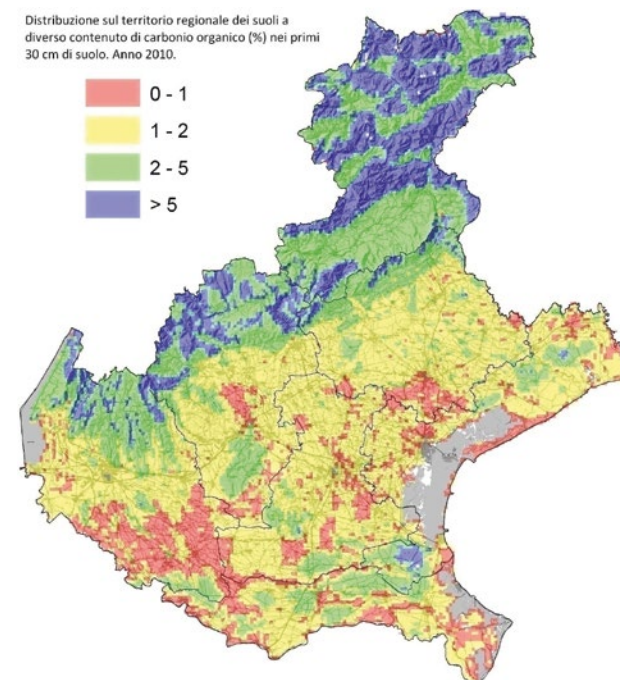 Distribuzione sul territorio regionale dei suoli a
diverso contenuto di carbonio organico (%) nei primi
30 cm di suolo. Anno 2010.
0 - 1
1 - 2
2 - 5
> 5